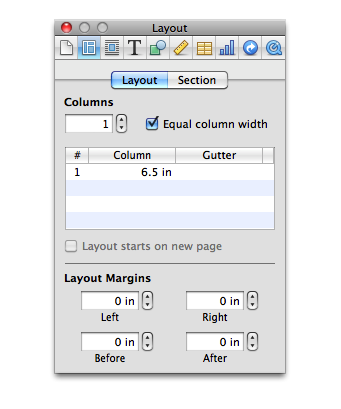 Layout
T
Layout Section
Columns
1 Equal column width
# Column Gutter
1 6.5 in
Layout starts on new page
Layout Margins
0 in 0 in
Left Right
0 in 0 in
Before After